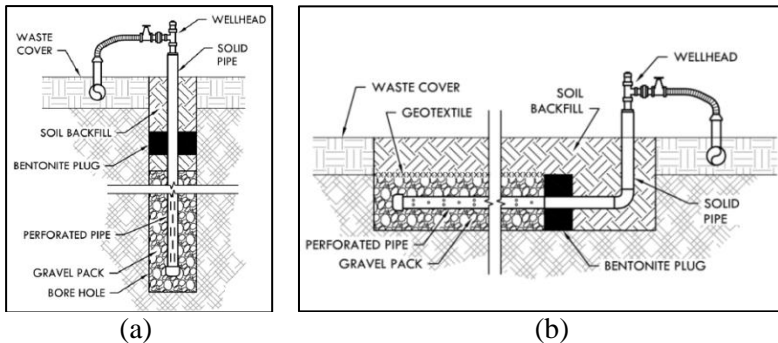 WELLHEAD
WASTE
COVER
SOLID
PIPE
SOIL BACKFILL
BENTONITE PLUG
PERFORATED PIPE
GRAVEL PACK
BORE HOLE
(a)
WELLHEAD
SOIL
BACKFILL
WASTE COVER
GEOTEXTILE
SOLID
PIPE
PERFORATED PIPE
GRAVEL PACK
BENTONITE PLUG
(b)